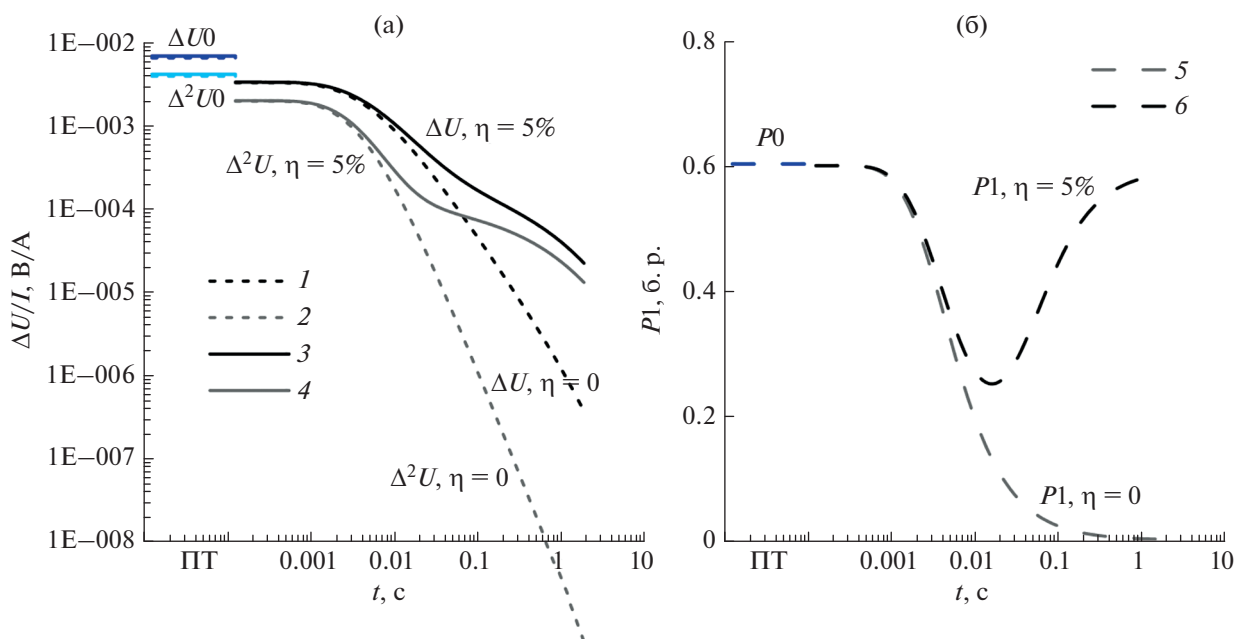 (а)
1E−002
1E−003
1E−004
1E−005
1E−006
1E−007
1E−008
ΔU/I, В/А
ΔU0
Δ²U0
ΔU, η = 5%
Δ²U, η = 5%
1
2
3
4
ΔU, η = 0
Δ²U, η = 0
ПТ 0.001 0.01 0.1 1 10
t, с
(б)
0.8
0.6
0.4
0.2
0
P1, б. р.
5
6
P0
P1, η = 5%
P1, η = 0
ПТ 0.001 0.01 0.1 1 10
t, с